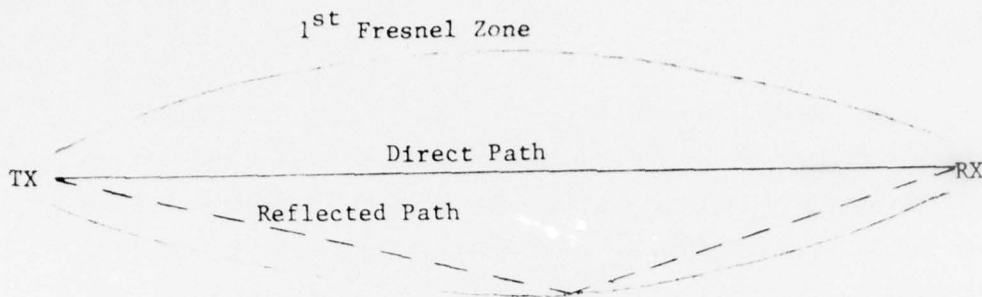 1st Fresnel Zone
Direct Path
TX
RX
Reflected Path